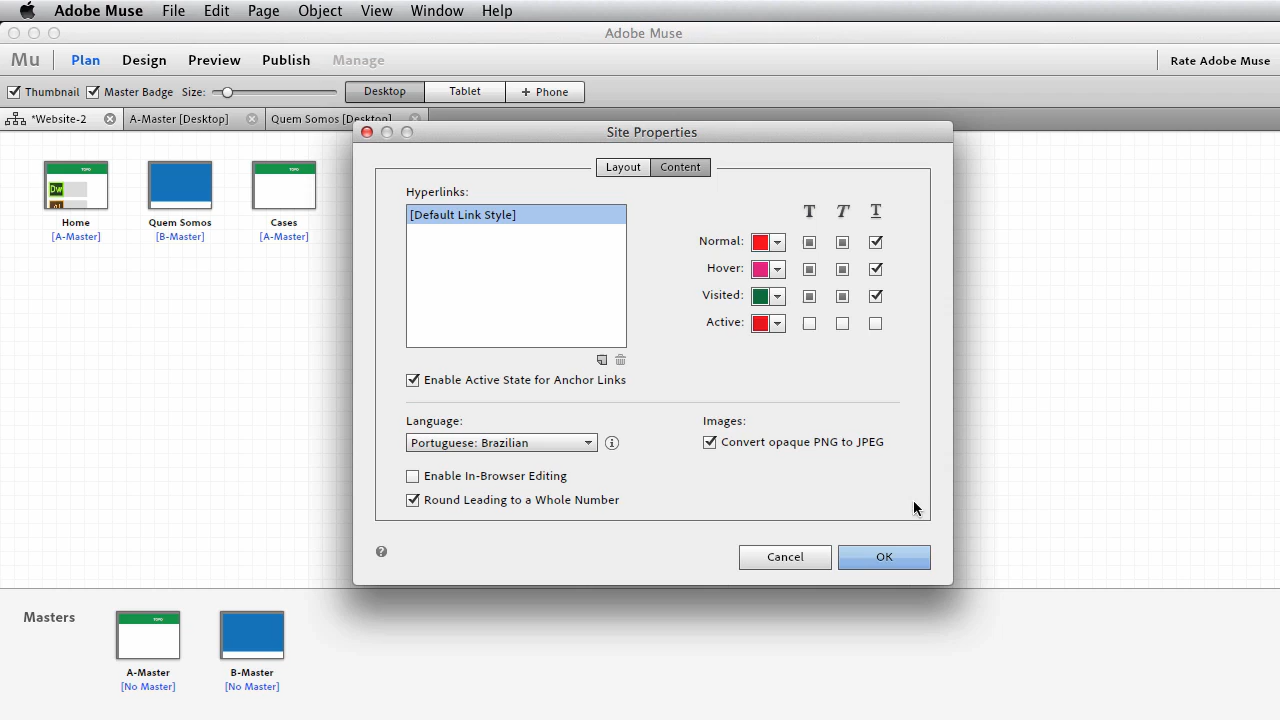 Adobe Muse File Edit Page Object View Window Help
Adobe Muse
Mu Plan Design Preview Publish Manage Rate Adobe Muse
Thumbnail Master Badge Size: Desktop Tablet + Phone
*Website-2 A-Master [Desktop] Quem Somos [Desktop]
Site Properties
Layout Content
Hyperlinks:
[Default Link Style]
T T T
Normal:
Hover:
Visited:
Active:
Enable Active State for Anchor Links
Language:
Images:
Portuguese: Brazilian
Convert opaque PNG to JPEG
Enable In-Browser Editing
Round Leading to a Whole Number
Cancel OK
TOPO
Dw
TOPO
Home Quem Somos Cases
[A-Master] [B-Master] [A-Master]
Masters
TOPO
A-Master B-Master
[No Master] [No Master]